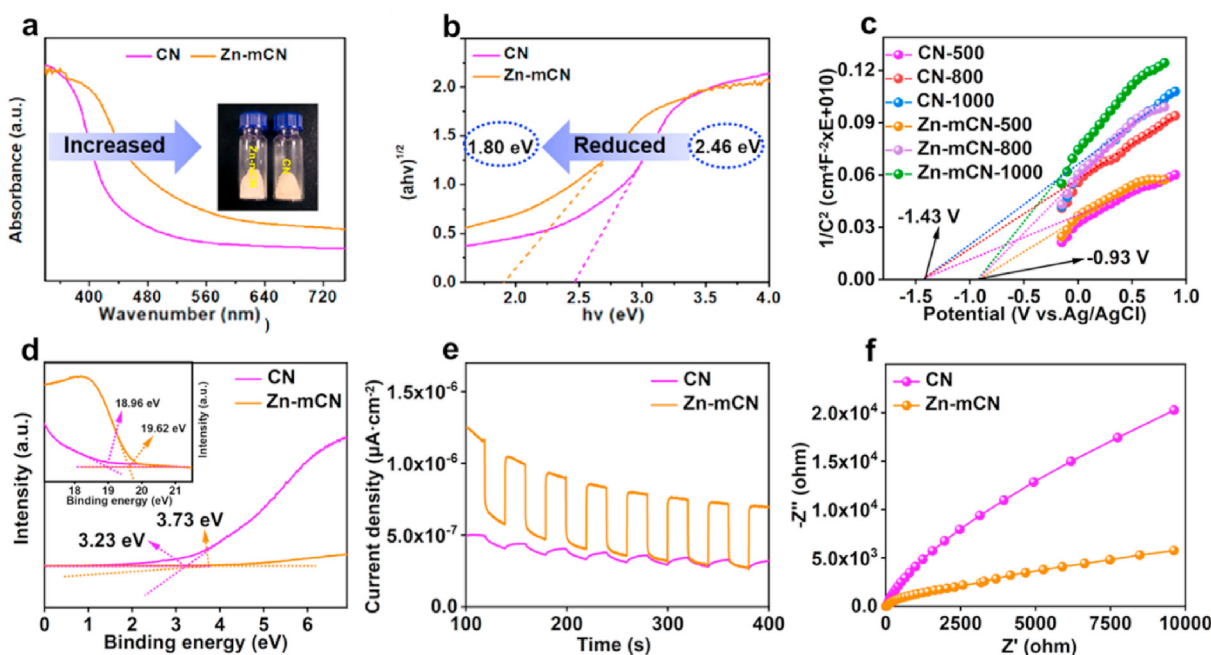 a
CN
Zn-mCN
Absorbance (a.u.)
Increased
Zn-mCN
CN
400 480 560 640 720
Wavenumber (nm)
)
b
CN
Zn-mCN
(ahv)1/2
2.5
2.0
1.5
1.0
0.5
0.0
1.80 eV
Reduced
2.46 eV
2.0 2.5 3.0 3.5 4.0
hv (eV)
c
CN-500
CN-800
CN-1000
Zn-mCN-500
Zn-mCN-800
Zn-mCN-1000
1/C2 (cm4F-2xE+010)
0.12
0.09
0.06
0.03
0.00
-1.43 V
-0.93 V
-1.5 -1.0 -0.5 0.0 0.5 1.0
Potential (V vs.Ag/AgCl)
d
CN
Zn-mCN
Intensity (a.u.)
18.96 eV
19.62 eV
Intensity (a.u.)
18 19 20 21
Binding energy (eV)
3.23 eV
3.73 eV
0 1 2 3 4 5 6
Binding energy (eV)
e
CN
Zn-mCN
Current density (μA·cm-2)
1.5x10-6
1.0x10-6
5.0x10-7
0.0
100 200 300 400
Time (s)
f
CN
Zn-mCN
-Z" (ohm)
2.0x104
1.5x104
1.0x104
5.0x103
0.0
0 2500 5000 7500 10000
Z' (ohm)